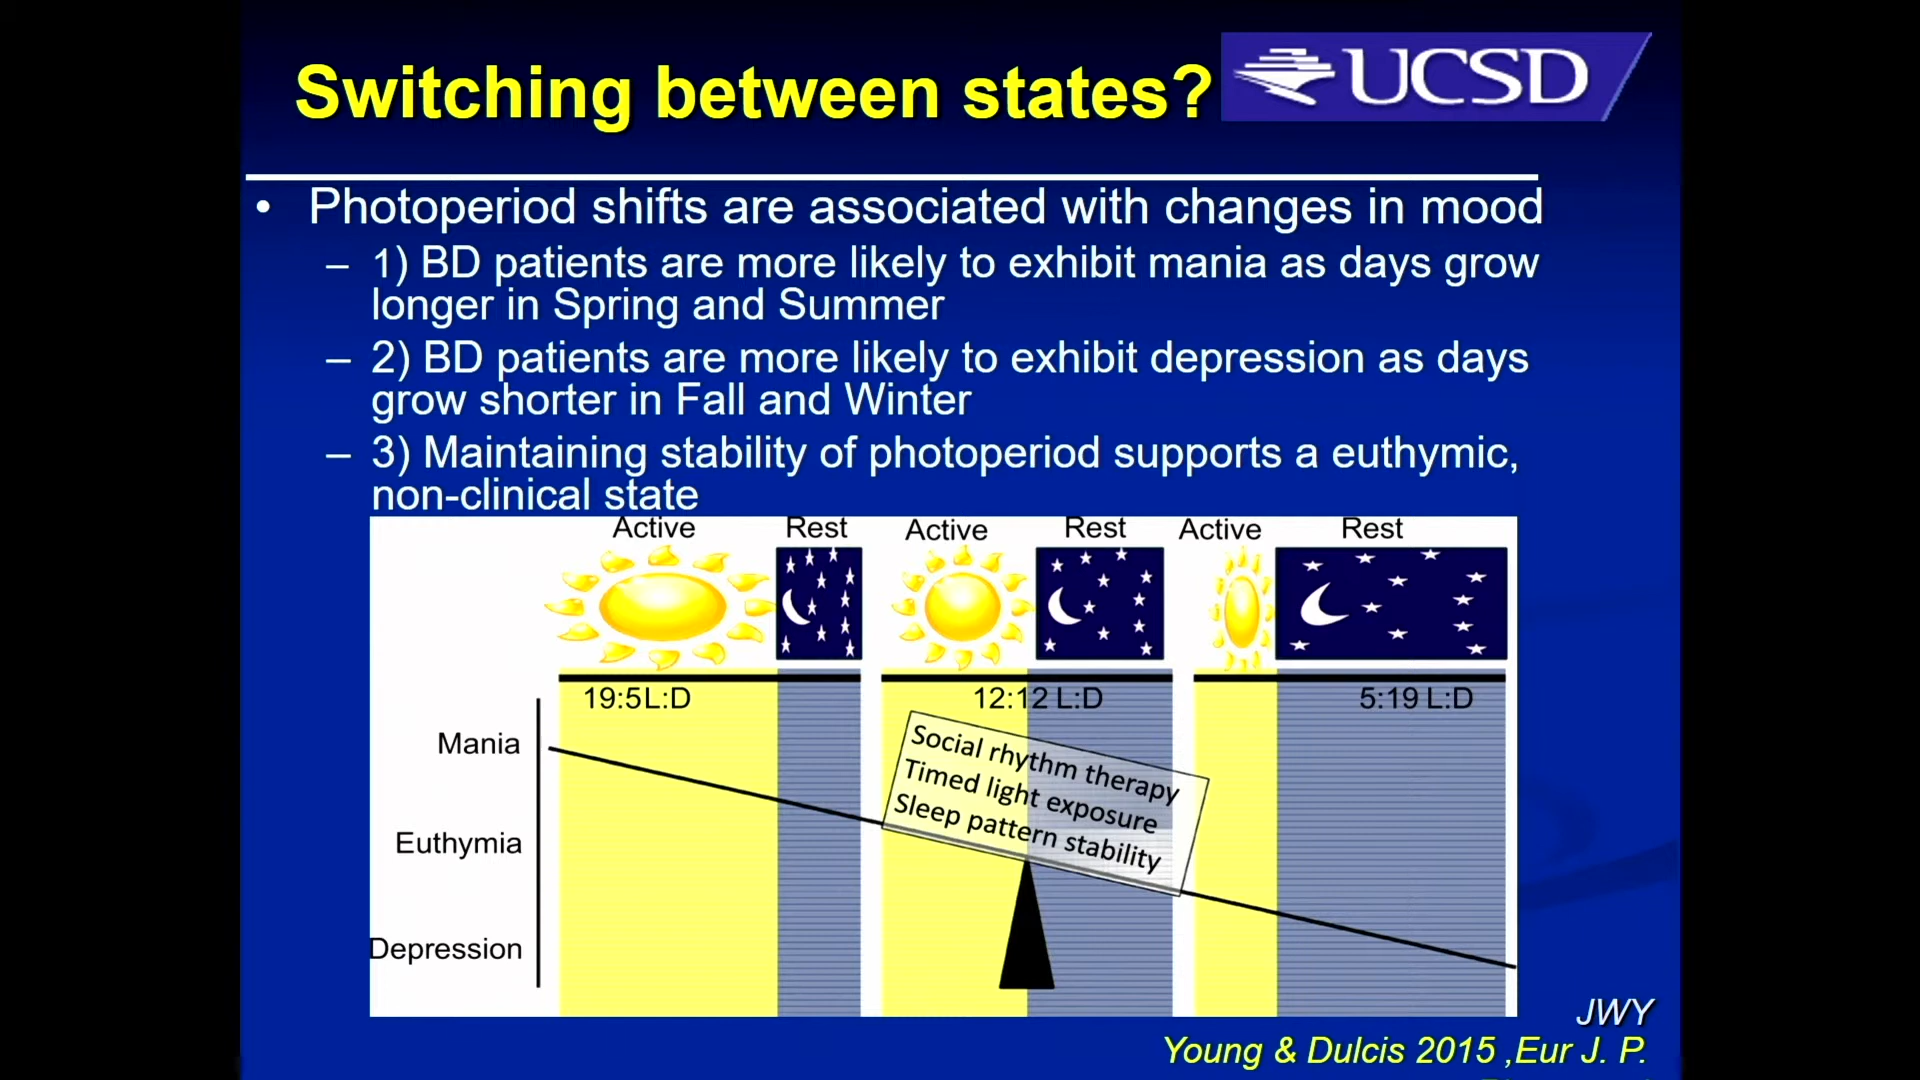 Switching between states?
UCSD
• Photoperiod shifts are associated with changes in mood
– 1) BD patients are more likely to exhibit mania as days grow
longer in Spring and Summer
– 2) BD patients are more likely to exhibit depression as days
grow shorter in Fall and Winter
– 3) Maintaining stability of photoperiod supports a euthymic,
non-clinical state
Active Rest Active Rest Active Rest
19:5L:D 12:12 L:D 5:19 L:D
Mania
Euthymia
Depression
Social rhythm therapy
Timed light exposure
Sleep pattern stability
JWY
Young & Dulcis 2015 ,Eur J. P.